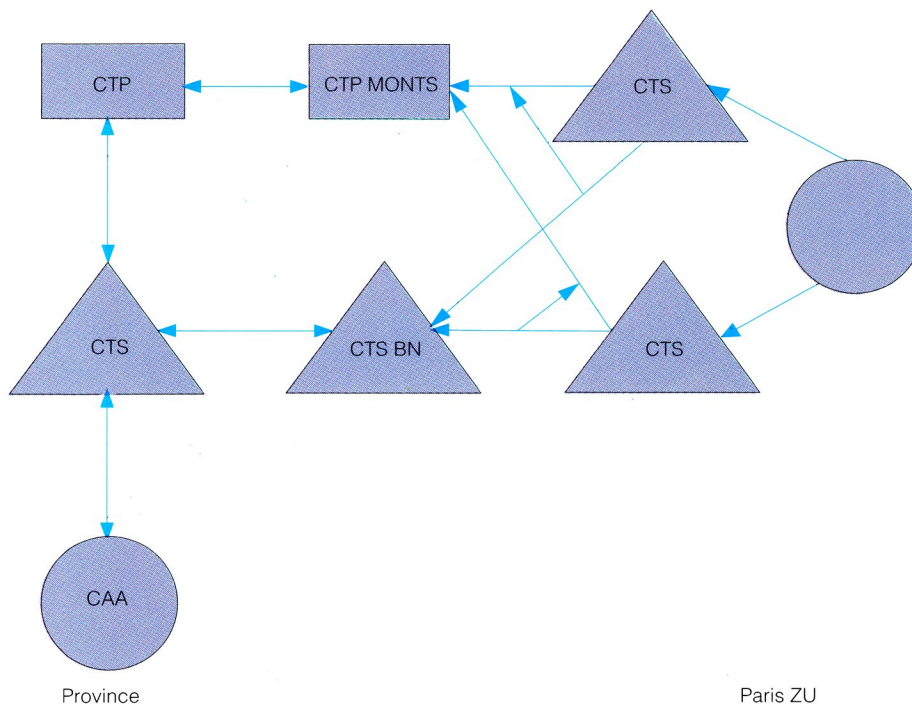 CTP
CTP MONTS
CTS
CTS
CTS BN
CTS
CAA
Province
Paris ZU